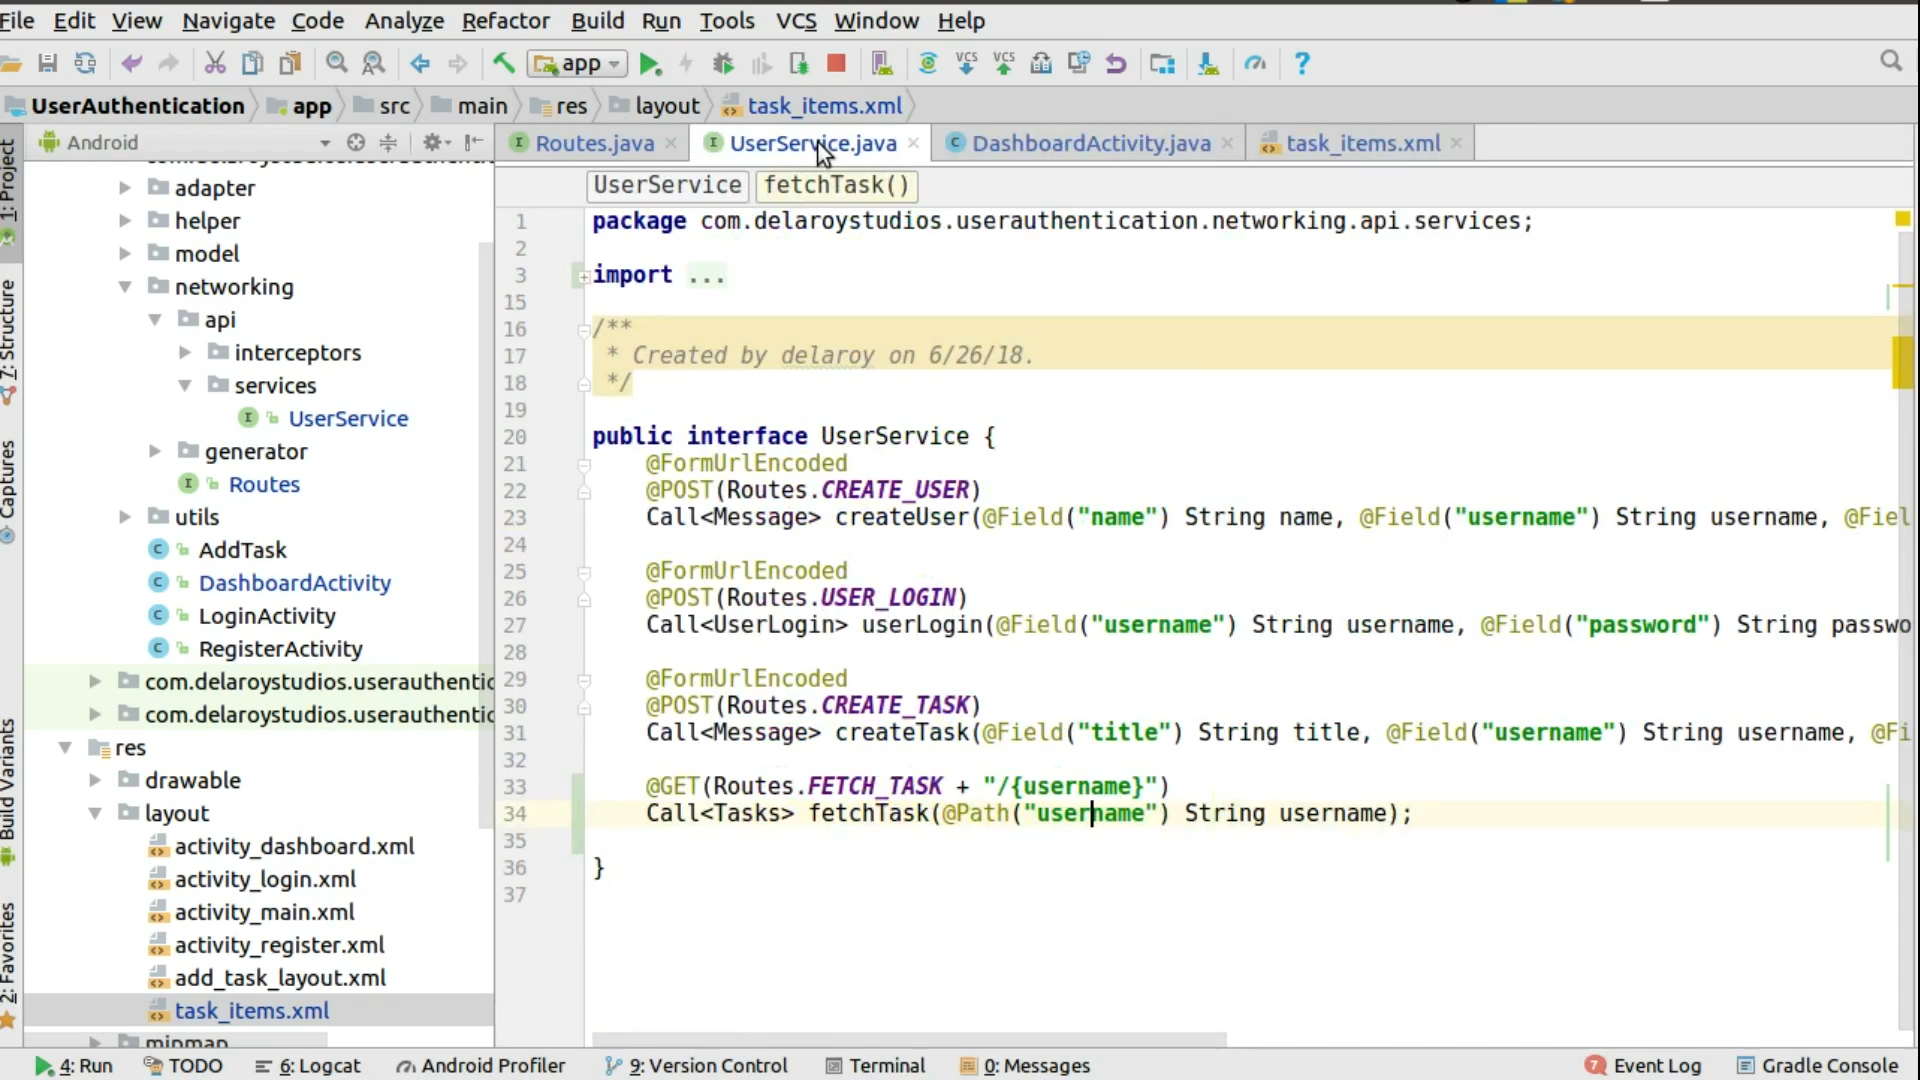 File Edit View Navigate Code Analyze Refactor Build Run Tools VCS Window Help
app VCS VCS ?
UserAuthentication app src main res layout task_items.xml
Android Routes.java UserService.java DashboardActivity.java task_items.xml
UserService fetchTask()
1: Project
7: Structure
Captures
Build Variants
2: Favorites
adapter
helper
model
networking
api
interceptors
services
UserService
generator
Routes
utils
AddTask
DashboardActivity
LoginActivity
RegisterActivity
com.delaroystudios.userauthentic
com.delaroystudios.userauthentic
res
drawable
layout
activity_dashboard.xml
activity_login.xml
activity_main.xml
activity_register.xml
add_task_layout.xml
task_items.xml
mipmap
1 package com.delaroystudios.userauthentication.networking.api.services;
2
3 import ...
15
16 /**
17 * Created by delaroy on 6/26/18.
18 */
19
20 public interface UserService {
21 @FormUrlEncoded
22 @POST(Routes.CREATE_USER)
23 Call<Message> createUser(@Field("name") String name, @Field("username") String username, @Fiel
24
25 @FormUrlEncoded
26 @POST(Routes.USER_LOGIN)
27 Call<UserLogin> userLogin(@Field("username") String username, @Field("password") String passwo
28
29 @FormUrlEncoded
30 @POST(Routes.CREATE_TASK)
31 Call<Message> createTask(@Field("title") String title, @Field("username") String username, @Fi
32
33 @GET(Routes.FETCH_TASK + "/{username}")
34 Call<Tasks> fetchTask(@Path("username") String username);
35
36 }
37
4: Run TODO 6: Logcat Android Profiler 9: Version Control Terminal 0: Messages 7 Event Log Gradle Console